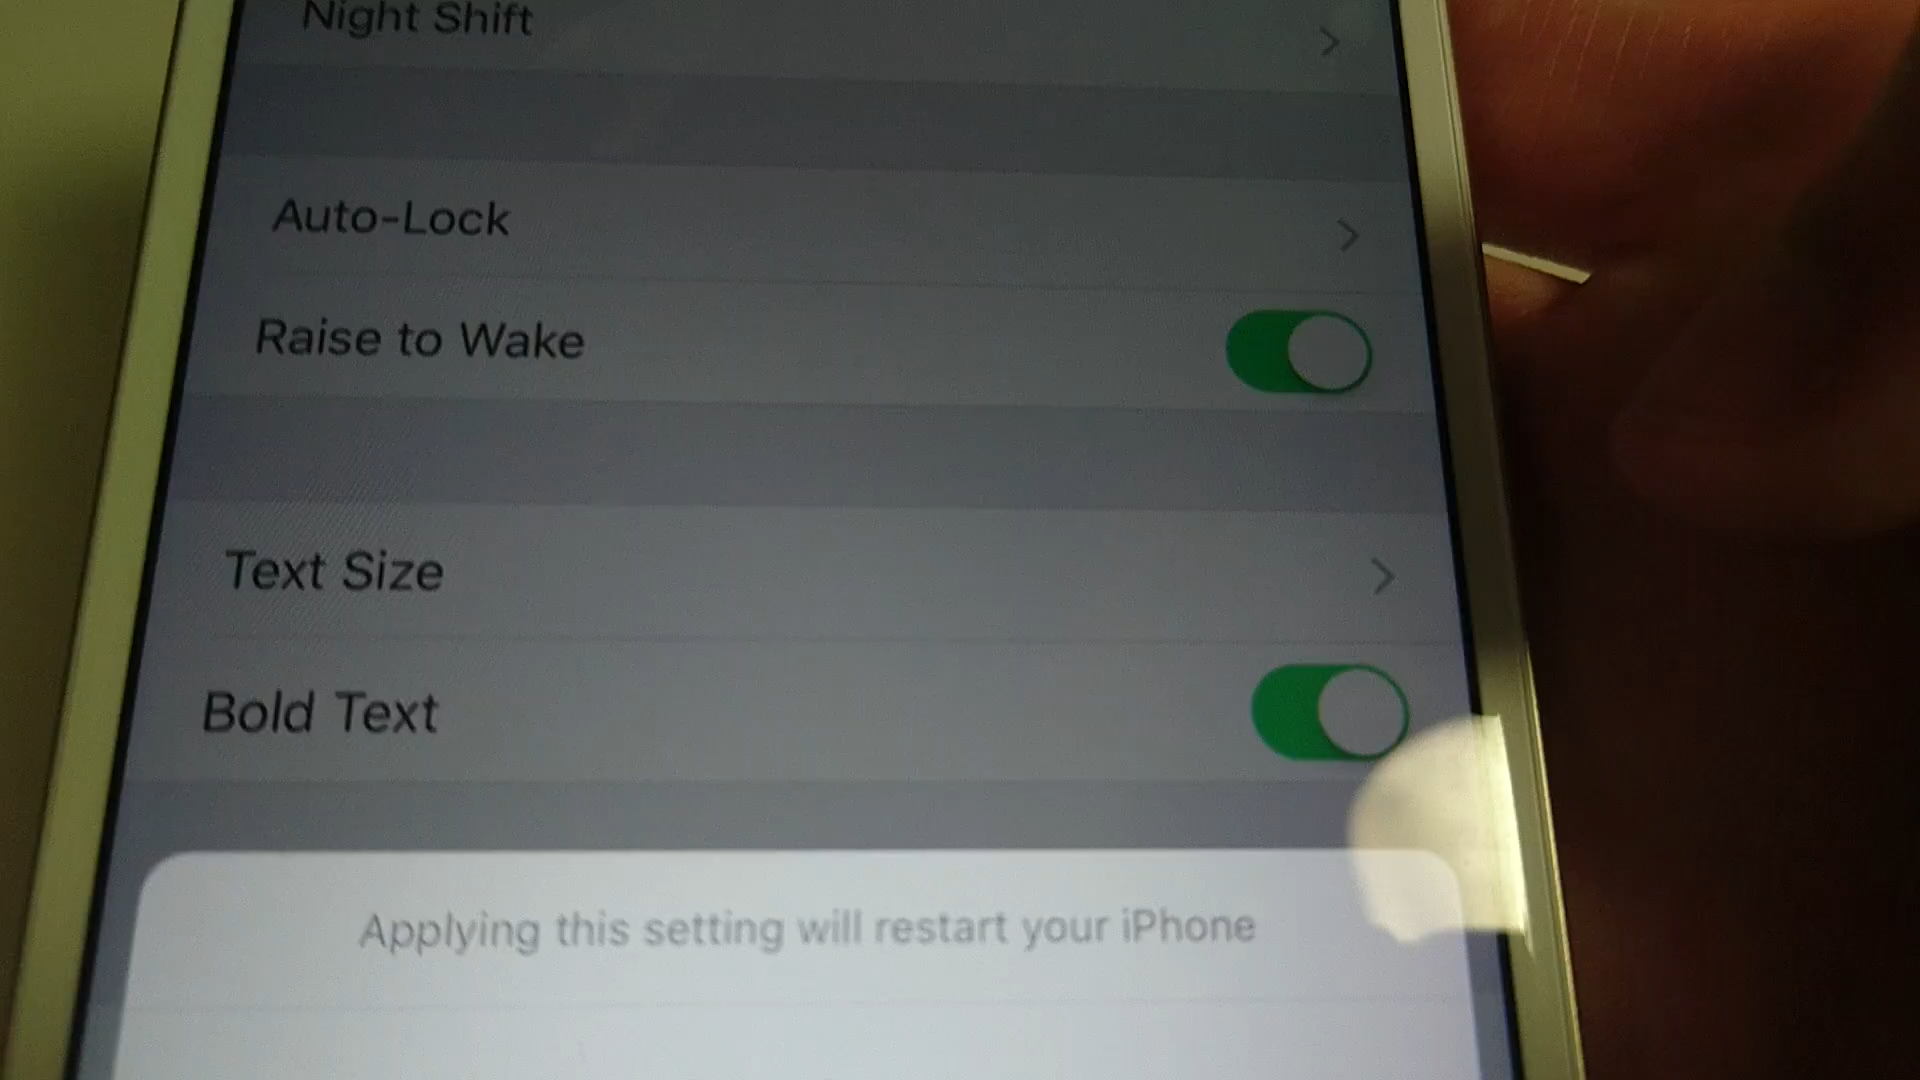 Night Shift
Auto-Lock
Raise to Wake
Text Size
Bold Text
Applying this setting will restart your iPhone